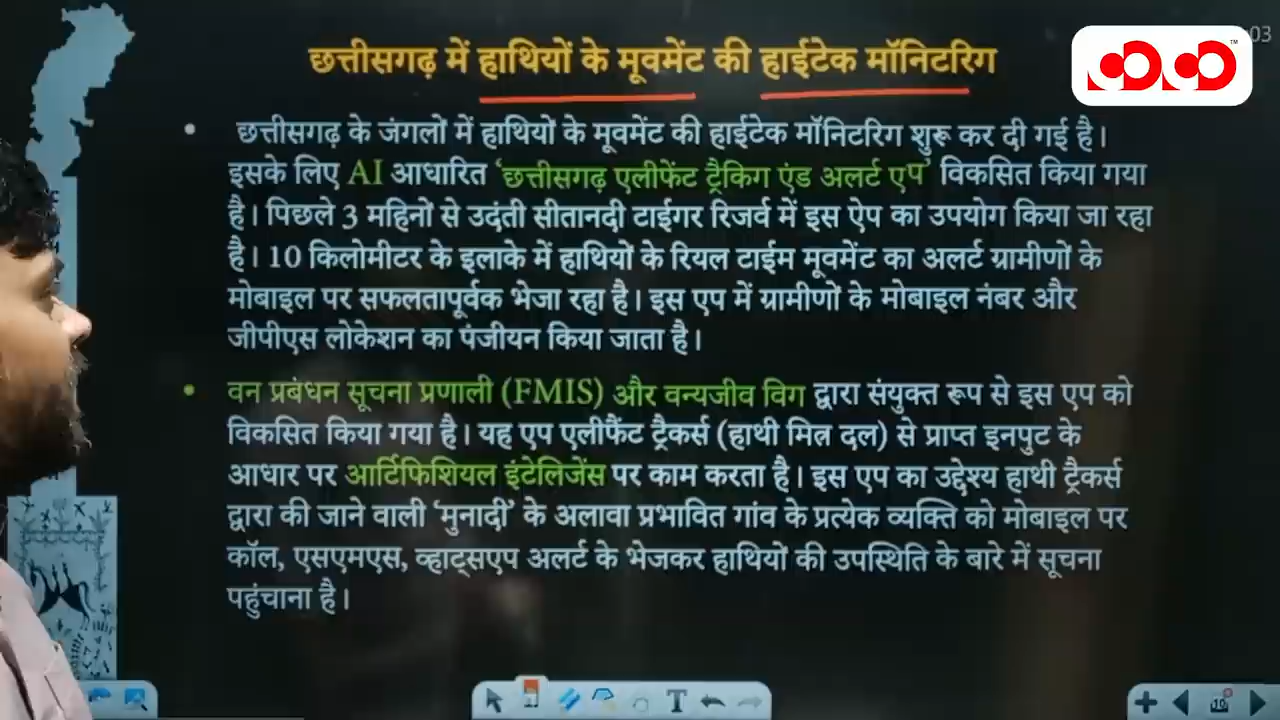 छत्तीसगढ़ में हाथियों के मूवमेंट की हाईटेक मॉनिटरिग
• छत्तीसगढ़ के जंगलों में हाथियों के मूवमेंट की हाईटेक मॉनिटरिग शुरू कर दी गई है।
इसके लिए AI आधारित ‘छत्तीसगढ़ एलीफेंट ट्रैकिग एंड अलर्ट एप’ विकसित किया गया
है। पिछले 3 महिनों से उदंती सीतानदी टाईगर रिजर्व में इस ऐप का उपयोग किया जा रहा
है। 10 किलोमीटर के इलाके में हाथियों के रियल टाईम मूवमेंट का अलर्ट ग्रामीणों के
मोबाइल पर सफलतापूर्वक भेजा रहा है। इस एप में ग्रामीणों के मोबाइल नंबर और
जीपीएस लोकेशन का पंजीयन किया जाता है।
• वन प्रबंधन सूचना प्रणाली (FMIS) और वन्यजीव विग द्वारा संयुक्त रूप से इस एप को
विकसित किया गया है। यह एप एलीफैंट ट्रैकर्स (हाथी मित्र दल) से प्राप्त इनपुट के
आधार पर आर्टिफिशियल इंटेलिजेंस पर काम करता है। इस एप का उद्देश्य हाथी ट्रैकर्स
द्वारा की जाने वाली ‘मुनादी’ के अलावा प्रभावित गांव के प्रत्येक व्यक्ति को मोबाइल पर
कॉल, एसएमएस, व्हाट्सएप अलर्ट के भेजकर हाथियों की उपस्थिति के बारे में सूचना
पहुंचाना है।